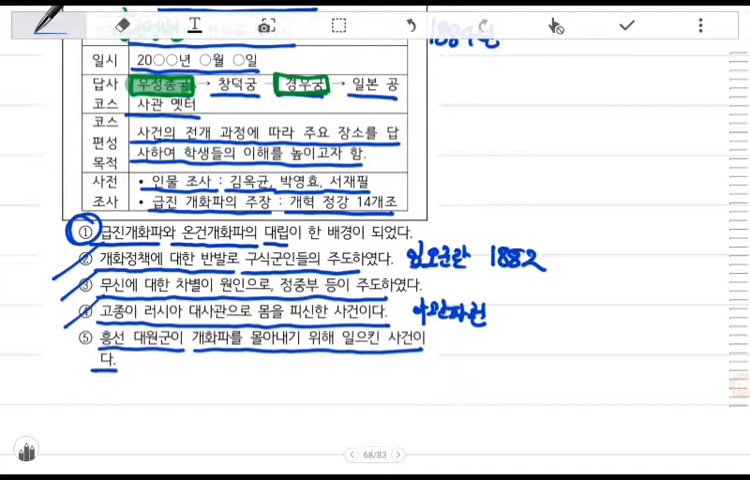 1884년
일시 20○○년 ○월 ○일
답사 코스 우정총국 → 창덕궁 → 경우궁 → 일본 공
사관 옛터
코스 편성 목적 사건의 전개 과정에 따라 주요 장소를 답
사하여 학생들의 이해를 높이고자 함.
사전 조사 • 인물 조사 : 김옥균, 박영효, 서재필
• 급진 개화파의 주장 : 개혁 정강 14개조
① 급진개화파와 온건개화파의 대립이 한 배경이 되었다.
② 개화정책에 대한 반발로 구식군인들의 주도하였다. 임오군란 1882
③ 무신에 대한 차별이 원인으로, 정중부 등이 주도하였다.
④ 고종이 러시아 대사관으로 몸을 피신한 사건이다. 아관파천
⑤ 흥선 대원군이 개화파를 몰아내기 위해 일으킨 사건이
다.
68/83